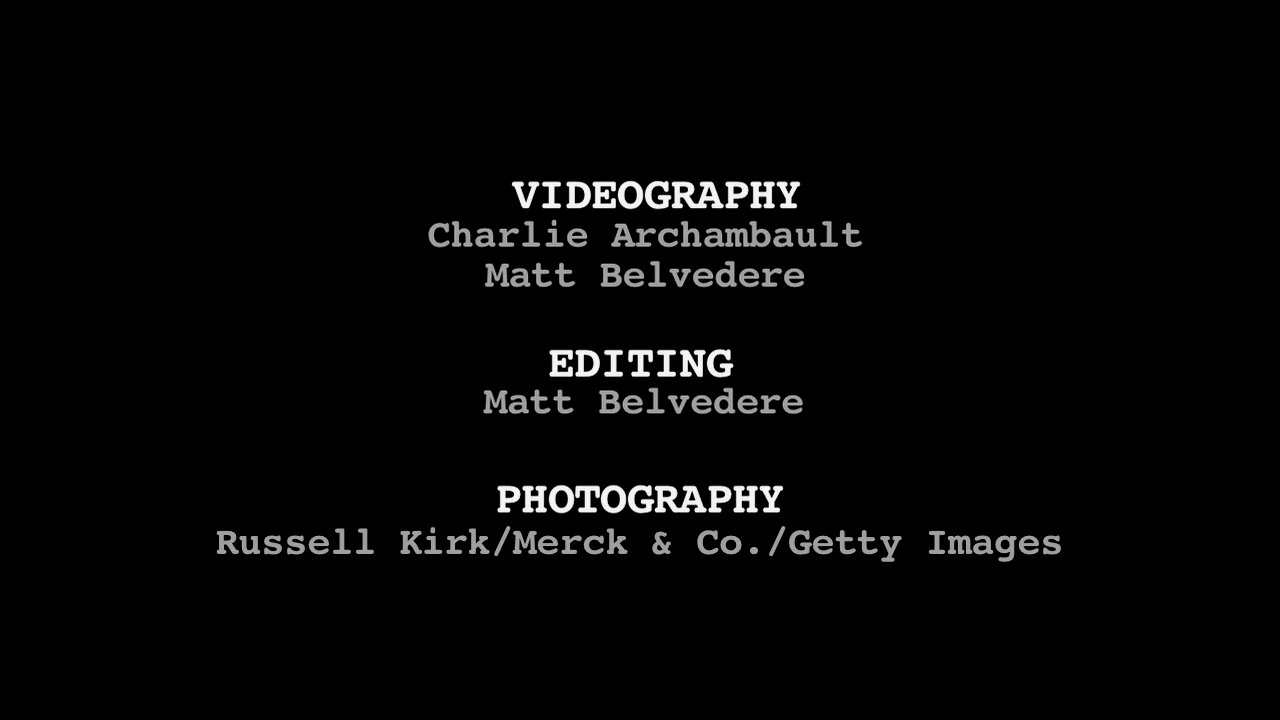 VIDEOGRAPHY
Charlie Archambault
Matt Belvedere
EDITING
Matt Belvedere
PHOTOGRAPHY
Russell Kirk/Merck & Co./Getty Images